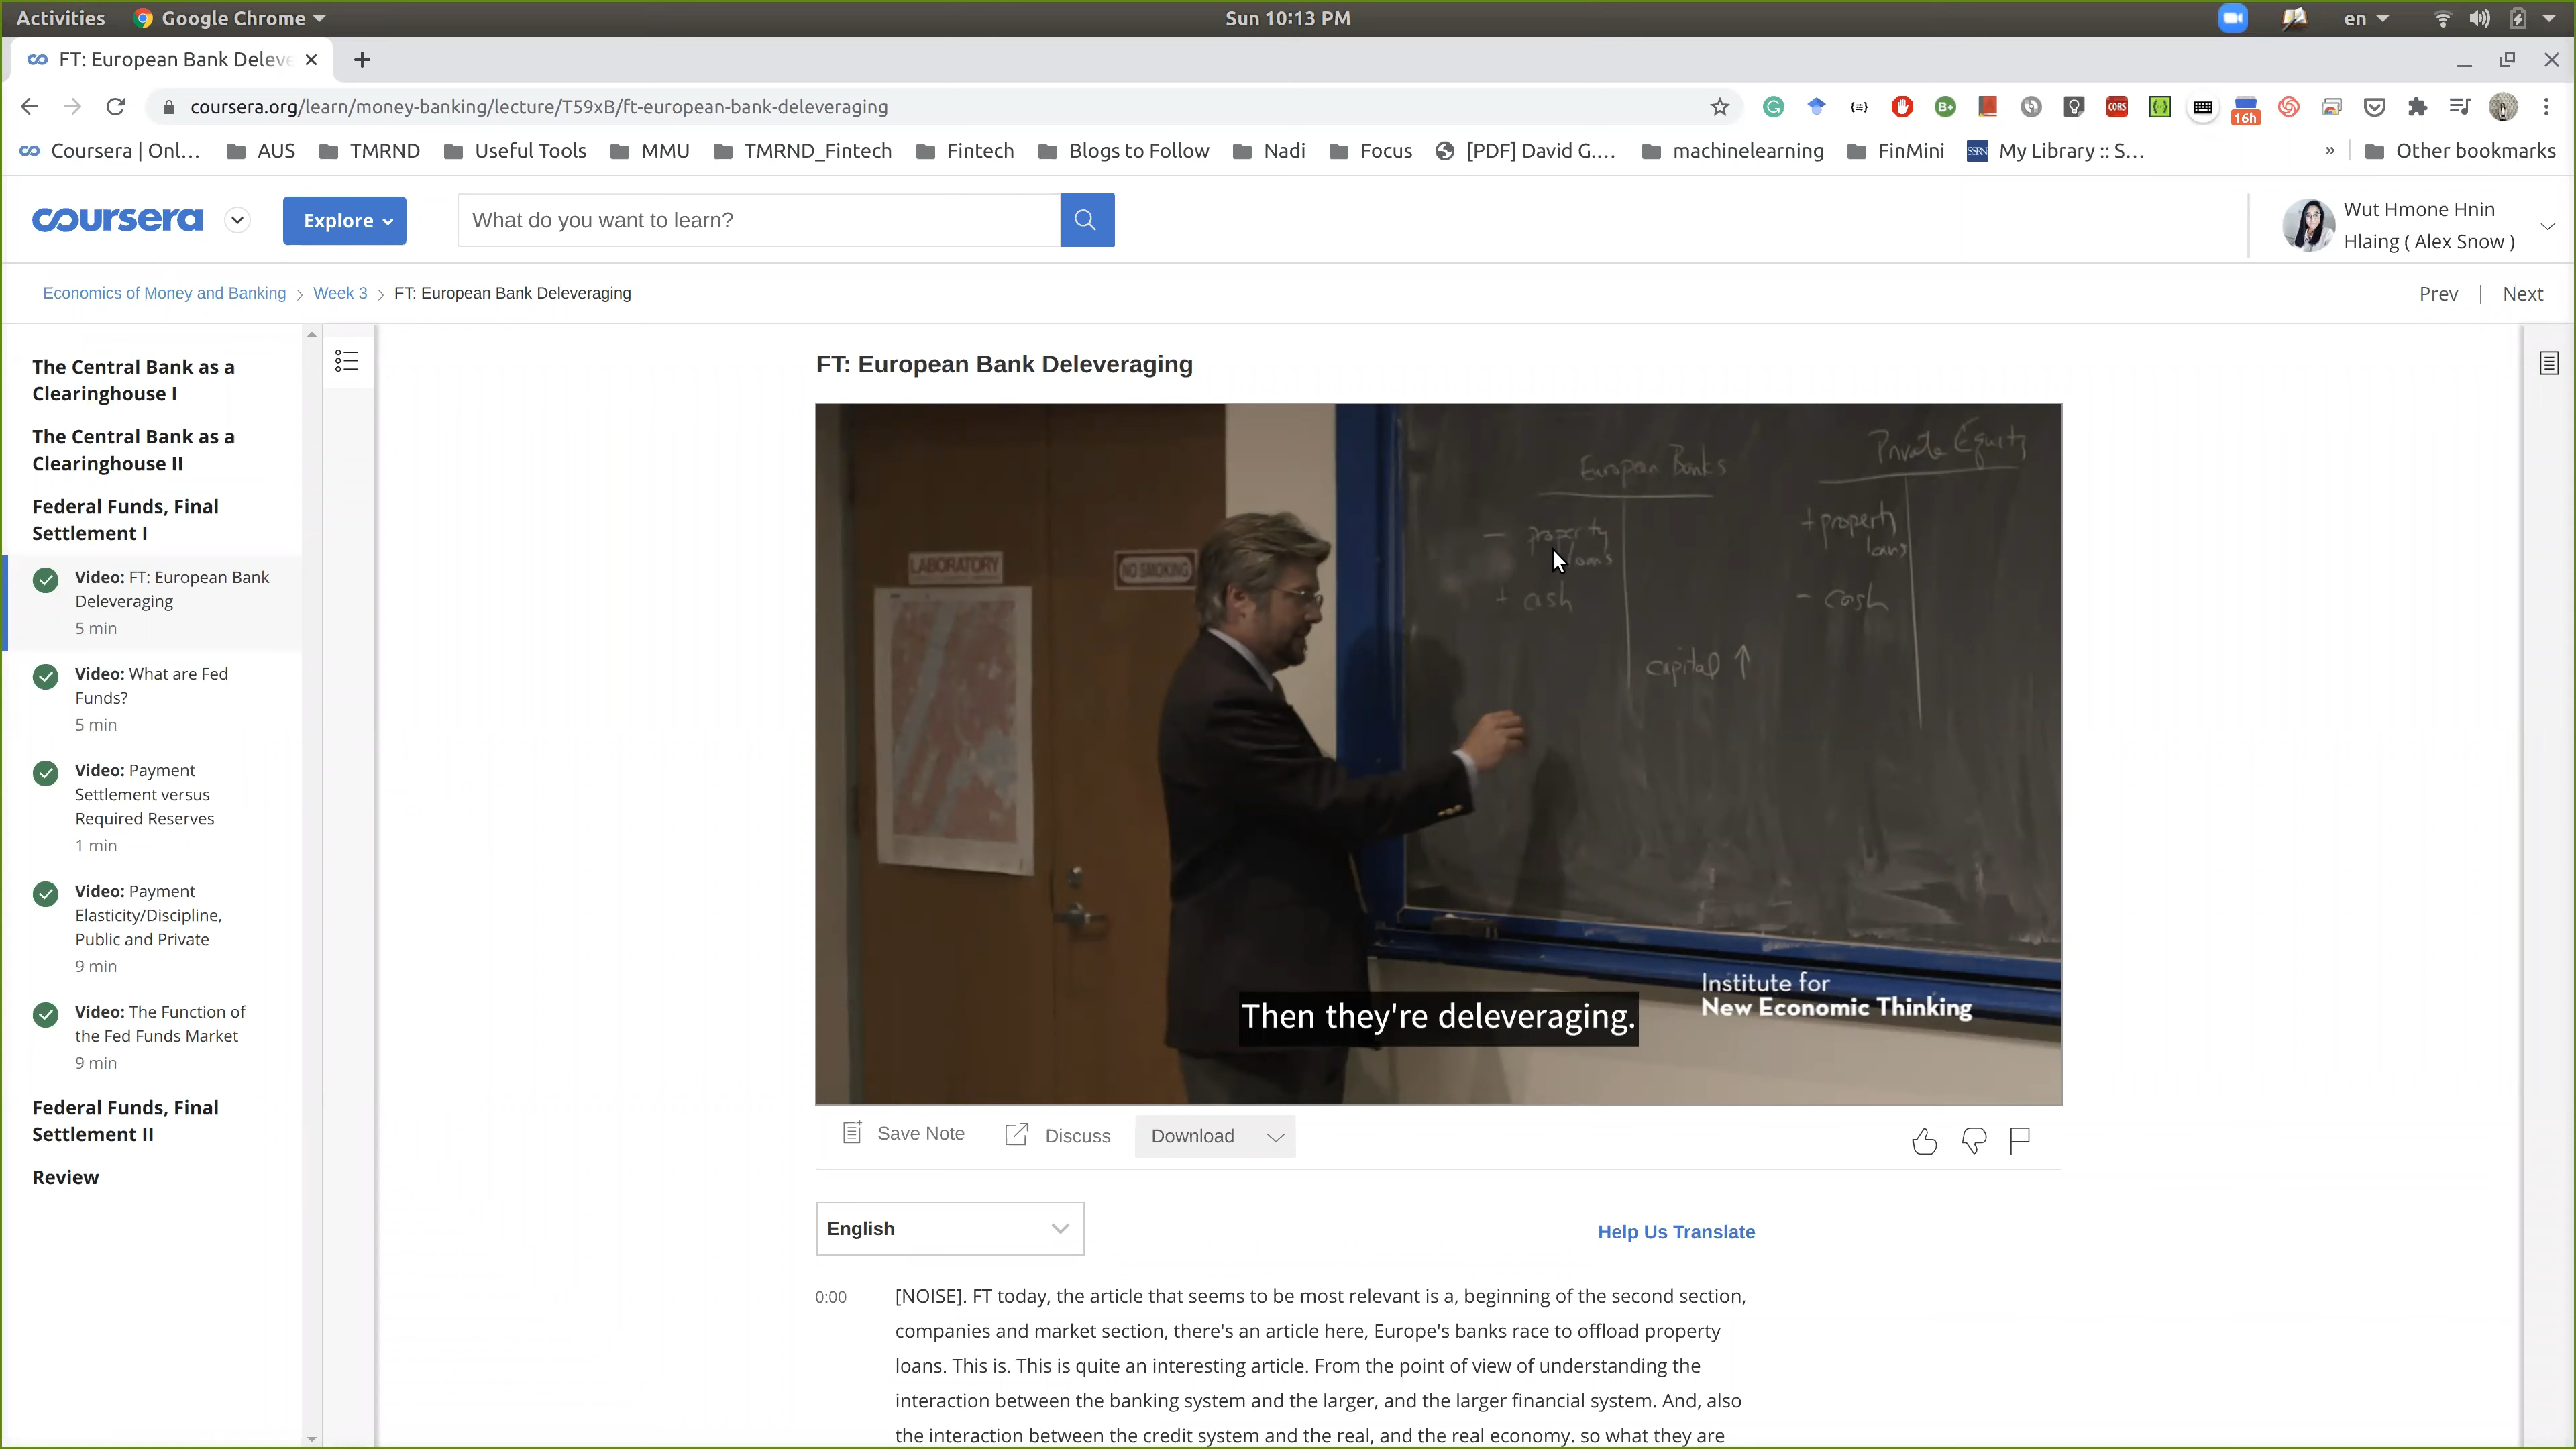 Activities
Google Chrome
Sun 10:13 PM
en
FT: European Bank Deleve
coursera.org/learn/money-banking/lecture/T59xB/ft-european-bank-deleveraging
CORS
16h
Coursera | Onl...
AUS
TMRND
Useful Tools
MMU
TMRND_Fintech
Fintech
Blogs to Follow
Nadi
Focus
[PDF] David G....
machinelearning
FinMini
SSRN
My Library :: S...
»
Other bookmarks
coursera
Explore
What do you want to learn?
Wut Hmone Hnin
Hlaing ( Alex Snow )
Economics of Money and Banking > Week 3 > FT: European Bank Deleveraging
Prev | Next
The Central Bank as a
Clearinghouse I
The Central Bank as a
Clearinghouse II
Federal Funds, Final
Settlement I
Video: FT: European Bank
Deleveraging
5 min
Video: What are Fed
Funds?
5 min
Video: Payment
Settlement versus
Required Reserves
1 min
Video: Payment
Elasticity/Discipline,
Public and Private
9 min
Video: The Function of
the Fed Funds Market
9 min
Federal Funds, Final
Settlement II
Review
FT: European Bank Deleveraging
LABORATORY
NO SMOKING
European Banks
- property
loans
+ cash
capital ↑
Private Equity
+ property
loans
- cash
Institute for
New Economic Thinking
Then they're deleveraging.
Save Note
Discuss
Download
English
Help Us Translate
0:00
[NOISE]. FT today, the article that seems to be most relevant is a, beginning of the second section,
companies and market section, there's an article here, Europe's banks race to offload property
loans. This is. This is quite an interesting article. From the point of view of understanding the
interaction between the banking system and the larger, and the larger financial system. And, also
the interaction between the credit system and the real, and the real economy. so what they are